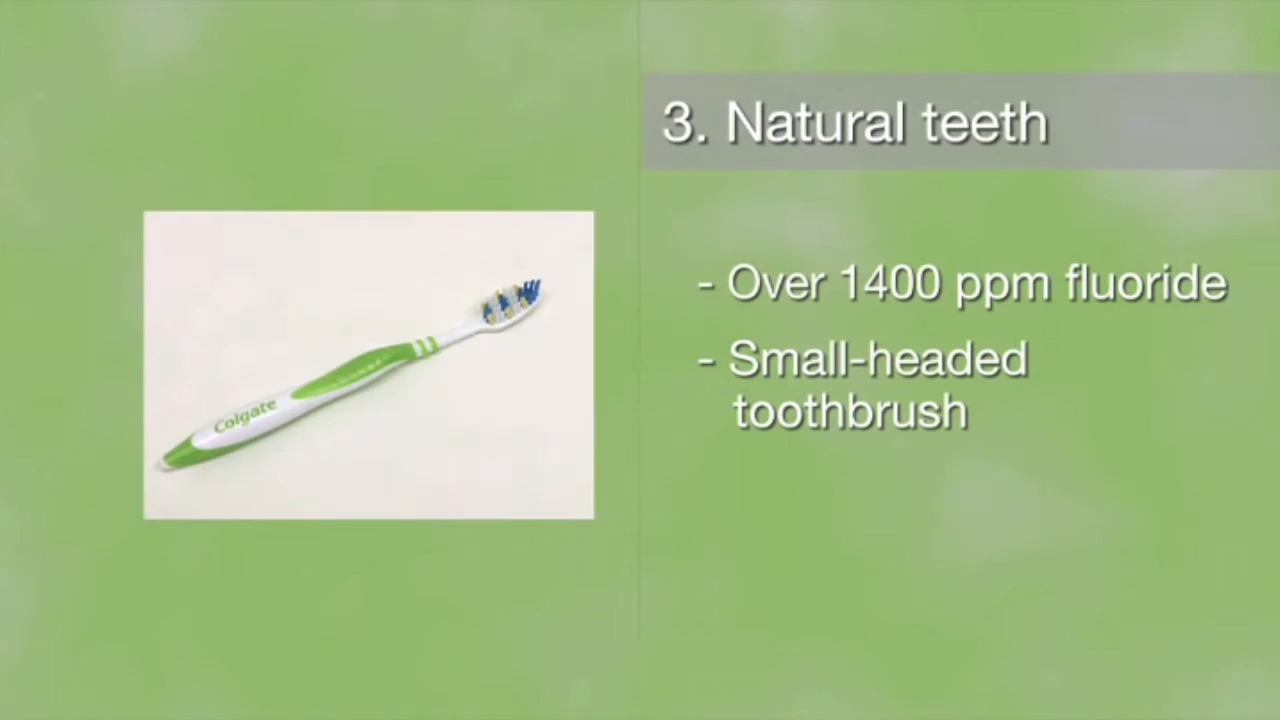 3. Natural teeth
- Over 1400 ppm fluoride
- Small-headed
toothbrush
Colgate